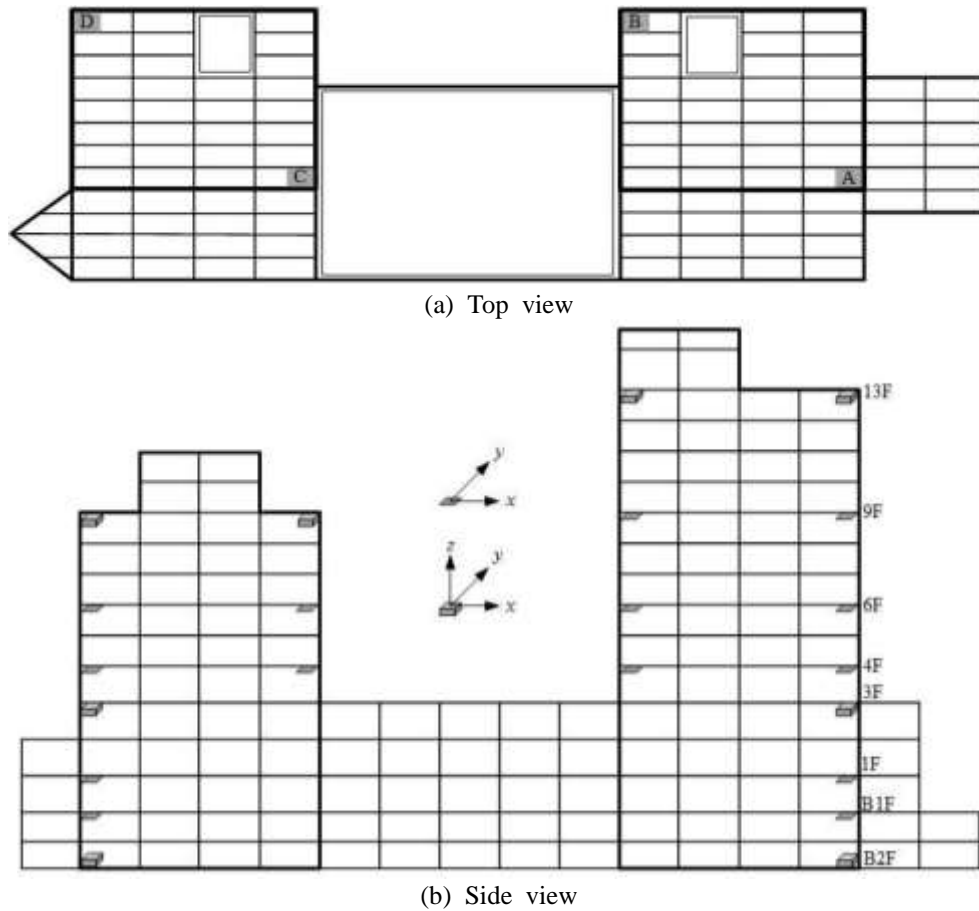 D
B
C
A
(a) Top view
13F
y
x
9F
z
y
x
6F
4F
3F
1F
B1F
B2F
(b) Side view